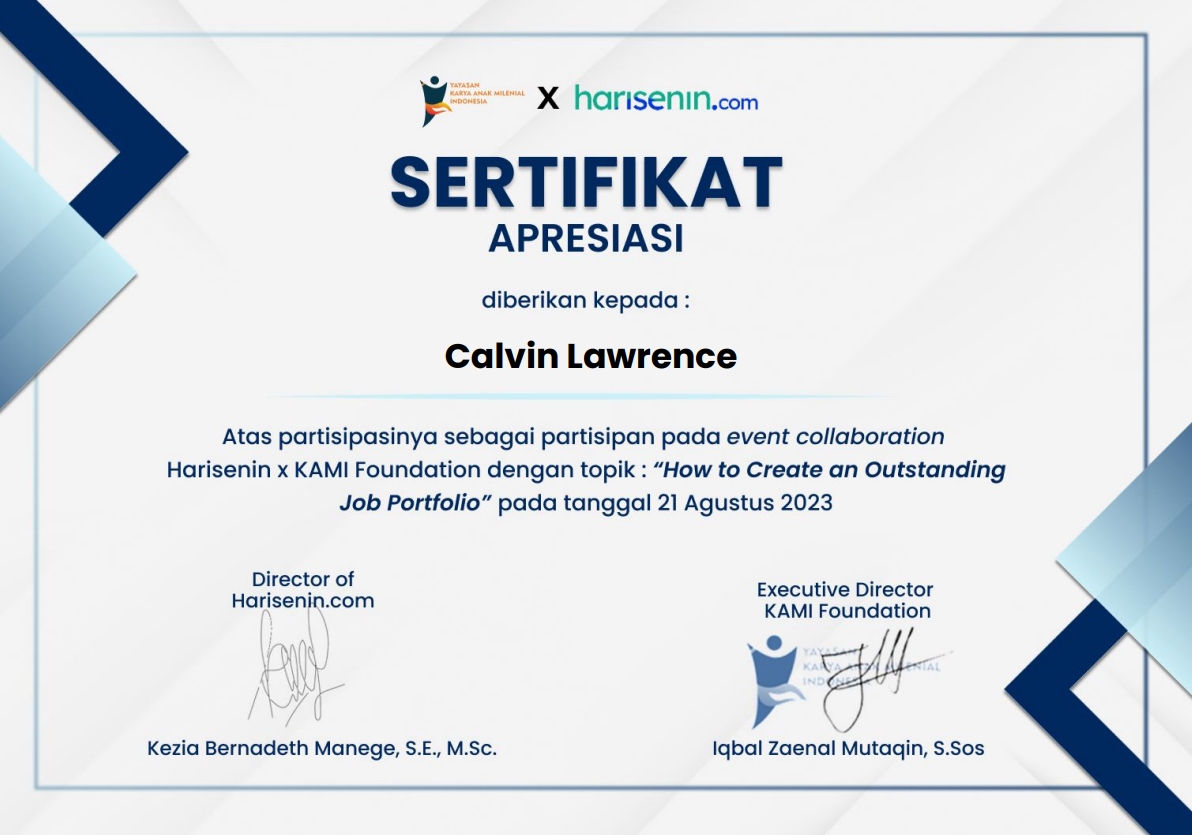 YAYASAN
KARYA ANAK MILENIAL
INDONESIA
X harisenin.com
SERTIFIKAT
APRESIASI
diberikan kepada :
Calvin Lawrence
Atas partisipasinya sebagai partisipan pada event collaboration
Harisenin x KAMI Foundation dengan topik : “How to Create an Outstanding
Job Portfolio” pada tanggal 21 Agustus 2023
Director of
Harisenin.com
Kezia Bernadeth Manege, S.E., M.Sc.
Executive Director
KAMI Foundation
YAYASAN
KARYA ANAK MILENIAL
INDONESIA
Iqbal Zaenal Mutaqin, S.Sos